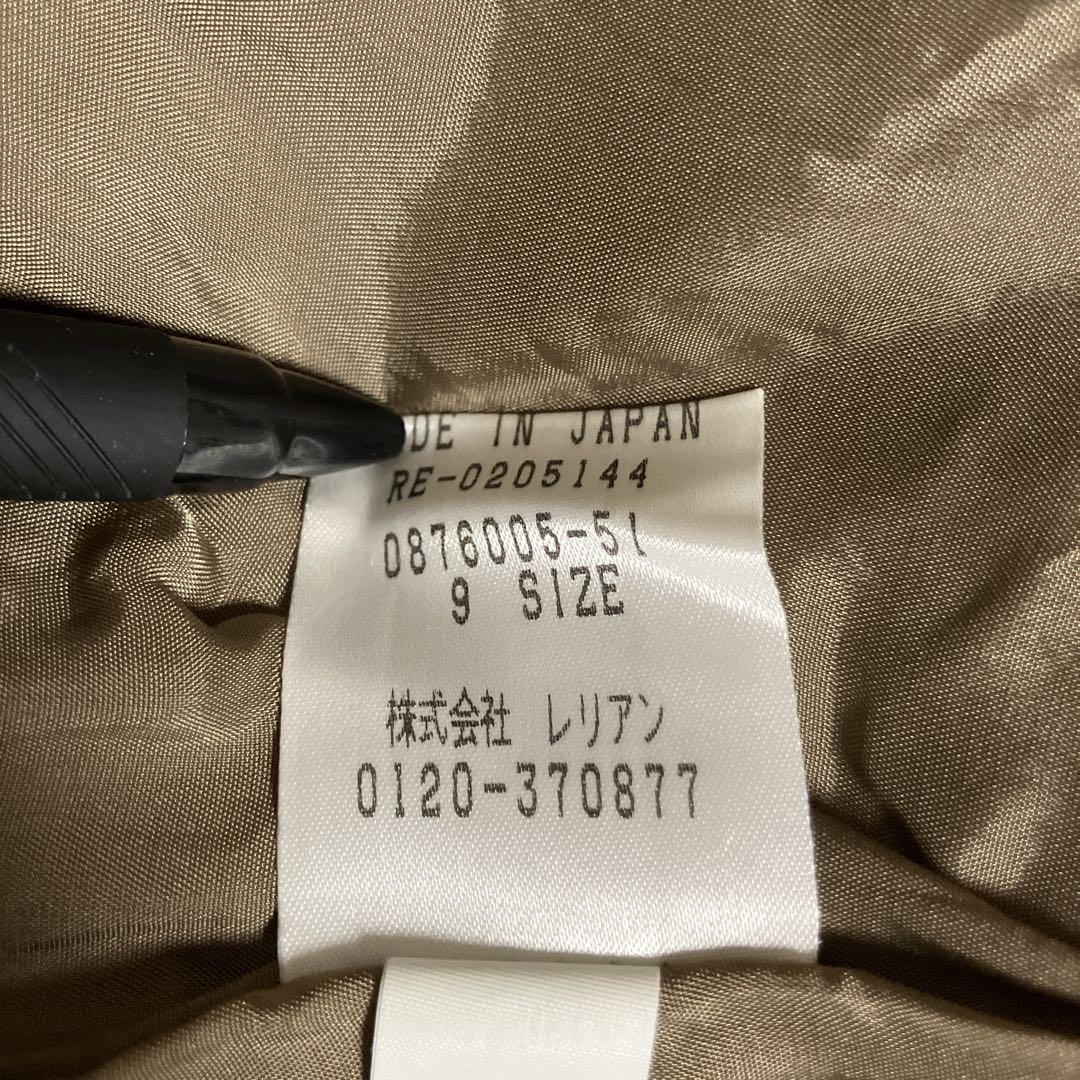 DE IN JAPAN
RE-0205144
0876005-51
9 SIZE
株式会社 レリアン
0120-370877